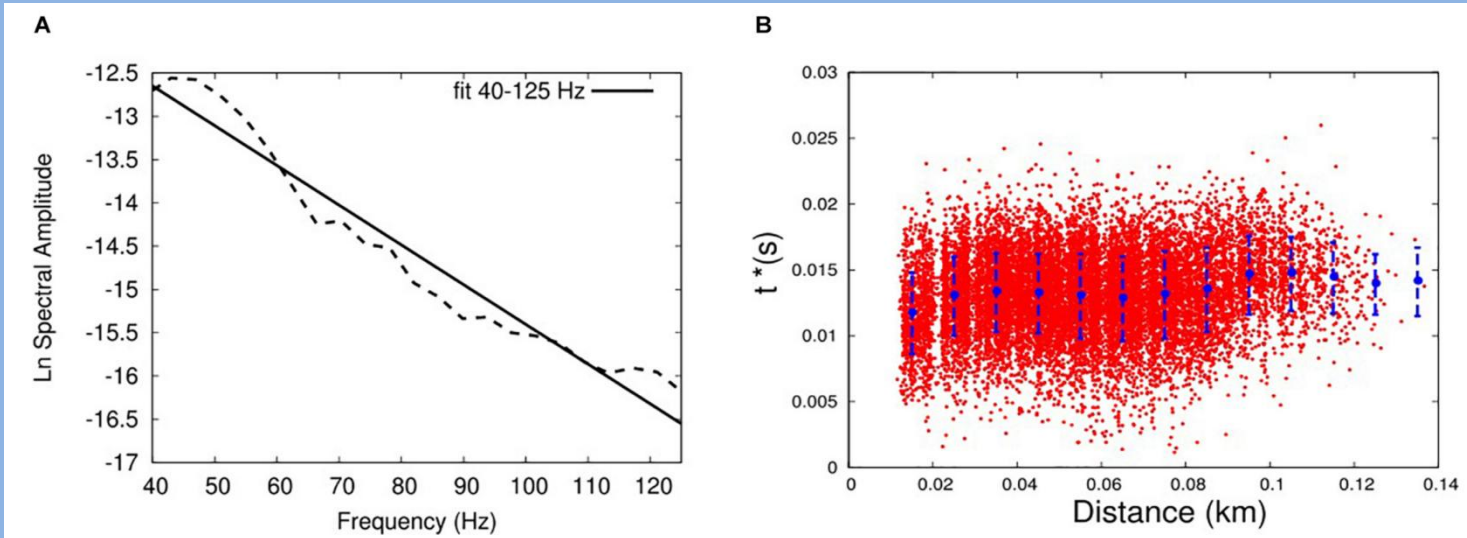 A
B
Ln Spectral Amplitude
-12.5
-13
-13.5
-14
-14.5
-15
-15.5
-16
-16.5
-17
fit 40-125 Hz
40 50 60 70 80 90 100 110 120
Frequency (Hz)
t*(s)
0.03
0.025
0.02
0.015
0.01
0.005
0
0 0.02 0.04 0.06 0.08 0.1 0.12 0.14
Distance (km)